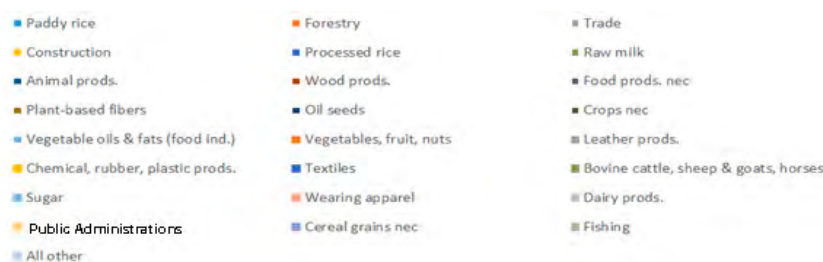 Paddy rice Forestry Trade
Construction Processed rice Raw milk
Animal prods. Wood prods. Food prods. nec
Plant-based fibers Oil seeds Crops nec
Vegetable oils & fats (food ind.) Vegetables, fruit, nuts Leather prods.
Chemical, rubber, plastic prods. Textiles Bovine cattle, sheep & goats, horses
Sugar Wearing apparel Dairy prods.
Public Administrations Cereal grains nec Fishing
All other